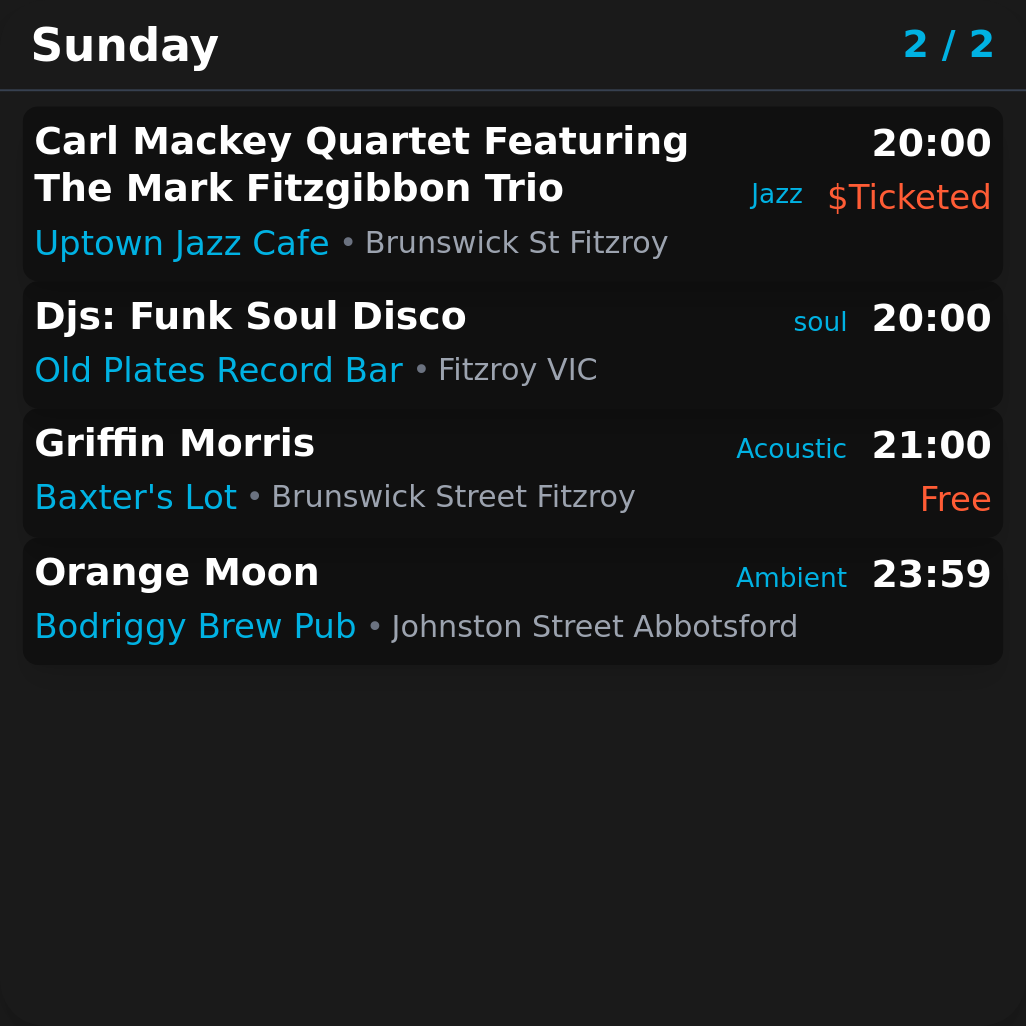 Sunday 2 / 2
Carl Mackey Quartet Featuring 20:00
The Mark Fitzgibbon Trio Jazz $Ticketed
Uptown Jazz Cafe • Brunswick St Fitzroy
Djs: Funk Soul Disco soul 20:00
Old Plates Record Bar • Fitzroy VIC
Griffin Morris Acoustic 21:00
Baxter's Lot • Brunswick Street Fitzroy Free
Orange Moon Ambient 23:59
Bodriggy Brew Pub • Johnston Street Abbotsford